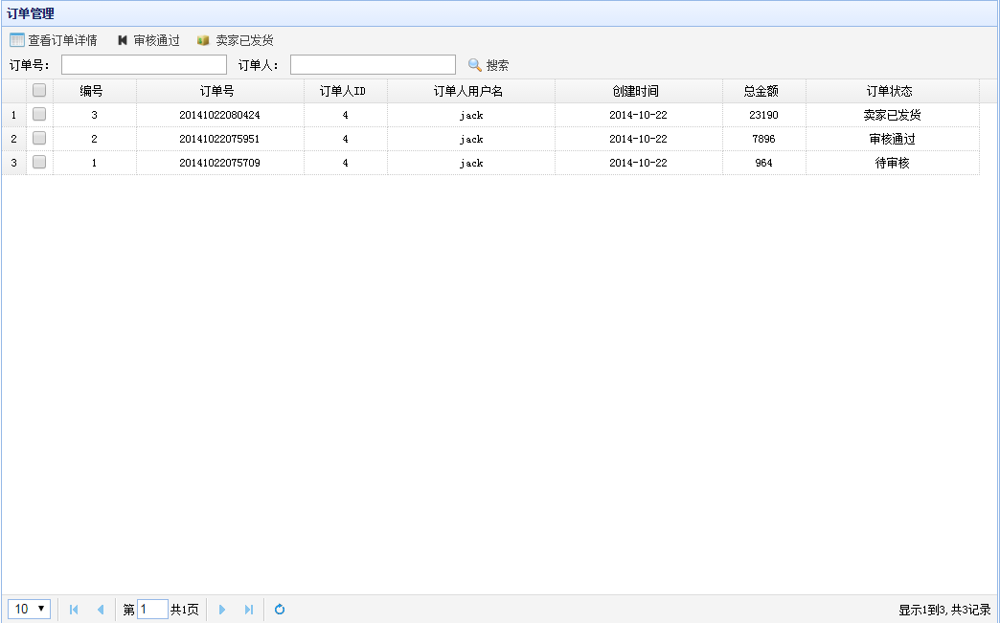 订单管理
查看订单详情 审核通过 卖家已发货
订单号: 订单人: 搜索
编号 订单号 订单人ID 订单人用户名 创建时间 总金额 订单状态
1 3 20141022080424 4 jack 2014-10-22 23190 卖家已发货
2 2 20141022075951 4 jack 2014-10-22 7896 审核通过
3 1 20141022075709 4 jack 2014-10-22 964 待审核
10 第 1 共1页 显示1到3, 共3记录